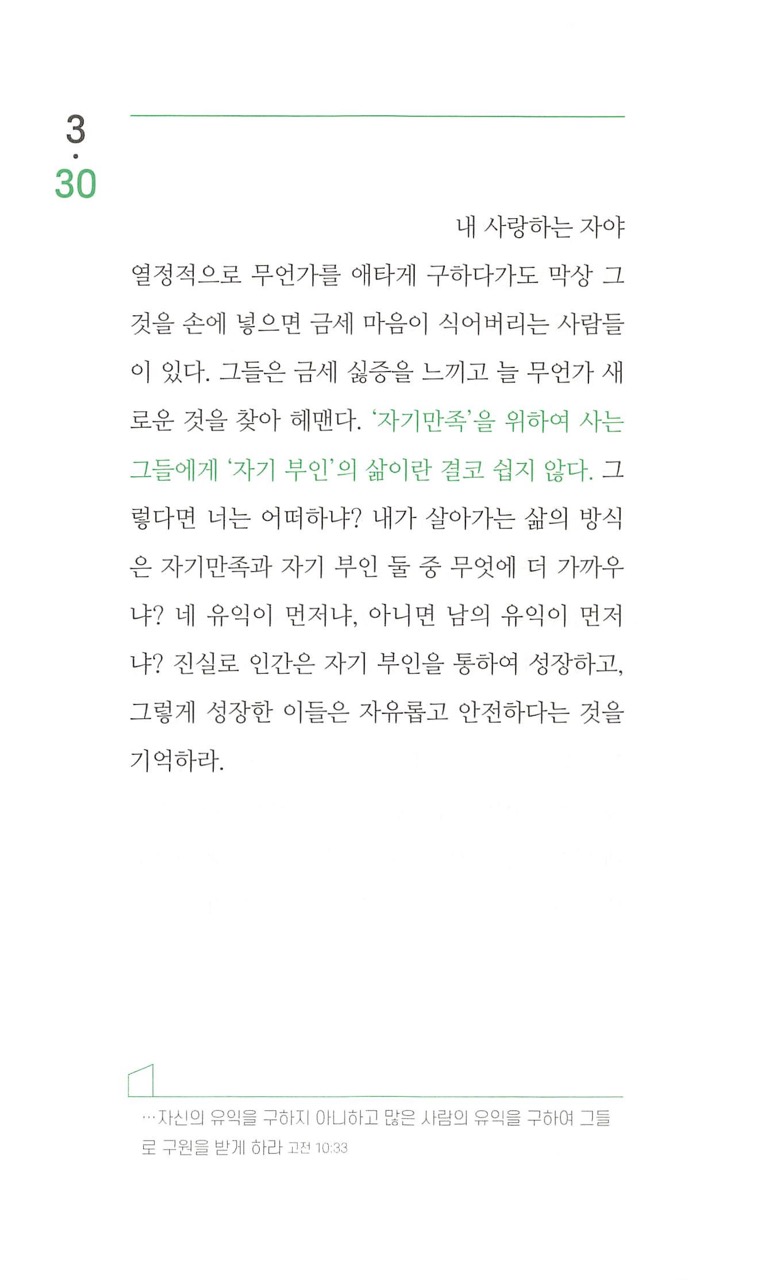 3
·
30
내 사랑하는 자야
열정적으로 무언가를 애타게 구하다가도 막상 그
것을 손에 넣으면 금세 마음이 식어버리는 사람들
이 있다. 그들은 금세 싫증을 느끼고 늘 무언가 새
로운 것을 찾아 헤맨다. ‘자기만족’을 위하여 사는
그들에게 ‘자기 부인’의 삶이란 결코 쉽지 않다. 그
렇다면 너는 어떠하냐? 내가 살아가는 삶의 방식
은 자기만족과 자기 부인 둘 중 무엇에 더 가까우
냐? 네 유익이 먼저냐, 아니면 남의 유익이 먼저
냐? 진실로 인간은 자기 부인을 통하여 성장하고,
그렇게 성장한 이들은 자유롭고 안전하다는 것을
기억하라.
…자신의 유익을 구하지 아니하고 많은 사람의 유익을 구하여 그들
로 구원을 받게 하라 고전 10:33